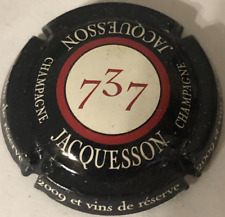 JACQUESSON
CHAMPAGNE
CHAMPAGNE
737
JACQUESSON
2009 et vins de réserve